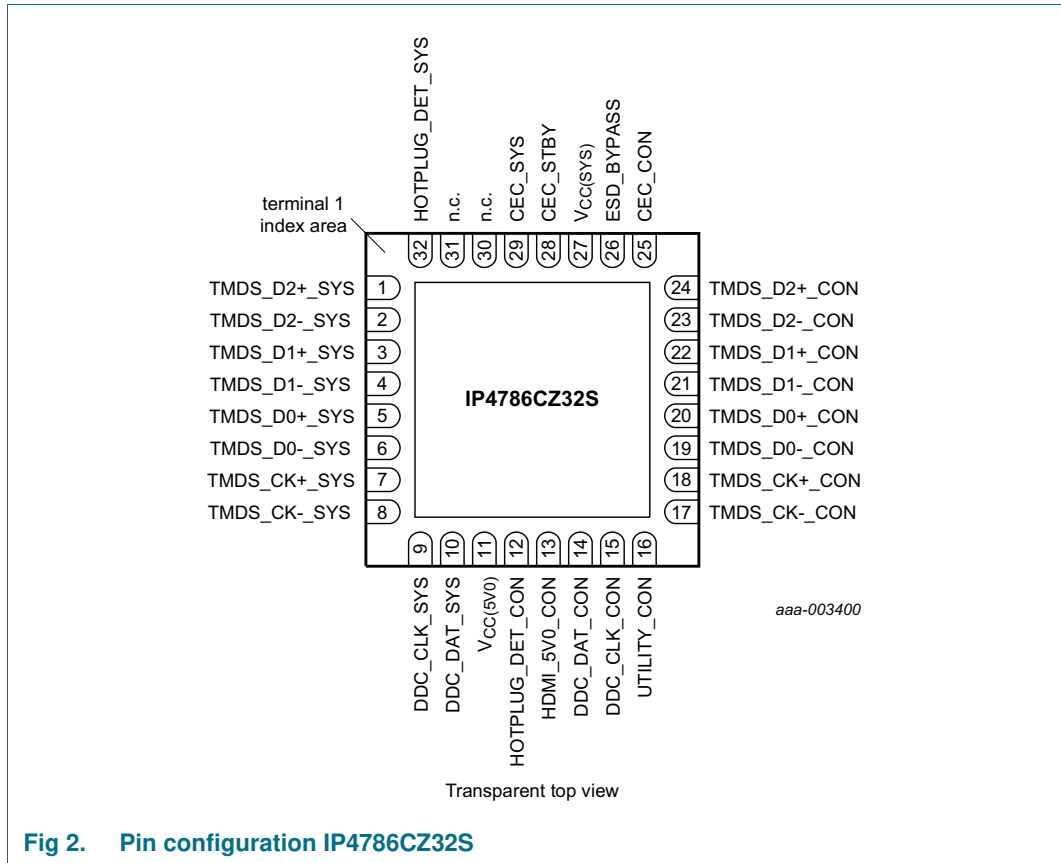 HOTPLUG_DET_SYS
n.c.
n.c.
CEC_SYS
CEC_STBY
VCC(SYS)
ESD_BYPASS
CEC_CON
terminal 1
index area
32
31
30
29
28
27
26
25
TMDS_D2+_SYS 1
24 TMDS_D2+_CON
TMDS_D2-_SYS 2
23 TMDS_D2-_CON
TMDS_D1+_SYS 3
22 TMDS_D1+_CON
TMDS_D1-_SYS 4
21 TMDS_D1-_CON
IP4786CZ32S
TMDS_D0+_SYS 5
20 TMDS_D0+_CON
TMDS_D0-_SYS 6
19 TMDS_D0-_CON
TMDS_CK+_SYS 7
18 TMDS_CK+_CON
TMDS_CK-_SYS 8
17 TMDS_CK-_CON
9
10
11
12
13
14
15
16
DDC_CLK_SYS
DDC_DAT_SYS
VCC(5V0)
HOTPLUG_DET_CON
HDMI_5V0_CON
DDC_DAT_CON
DDC_CLK_CON
UTILITY_CON
aaa-003400
Transparent top view
Fig 2. Pin configuration IP4786CZ32S